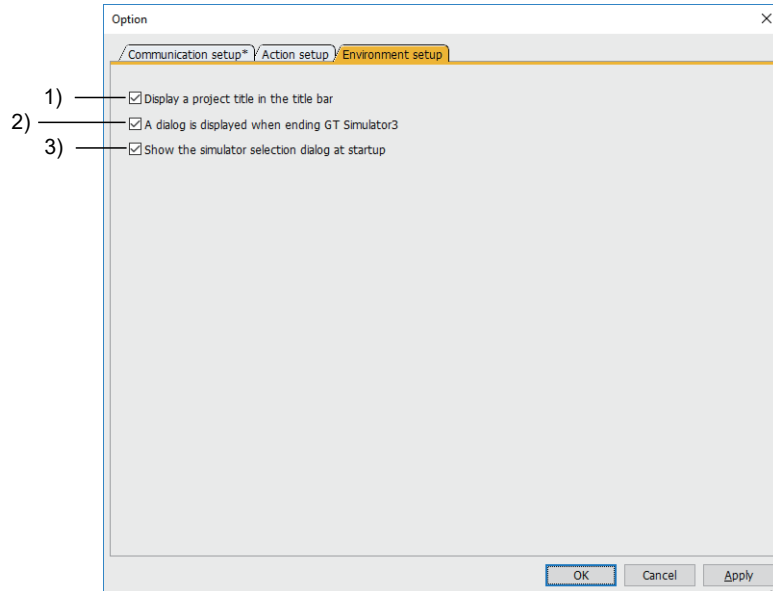 Option
Communication setup* Action setup Environment setup
1) Display a project title in the title bar
2) A dialog is displayed when ending GT Simulator3
3) Show the simulator selection dialog at startup
OK Cancel Apply